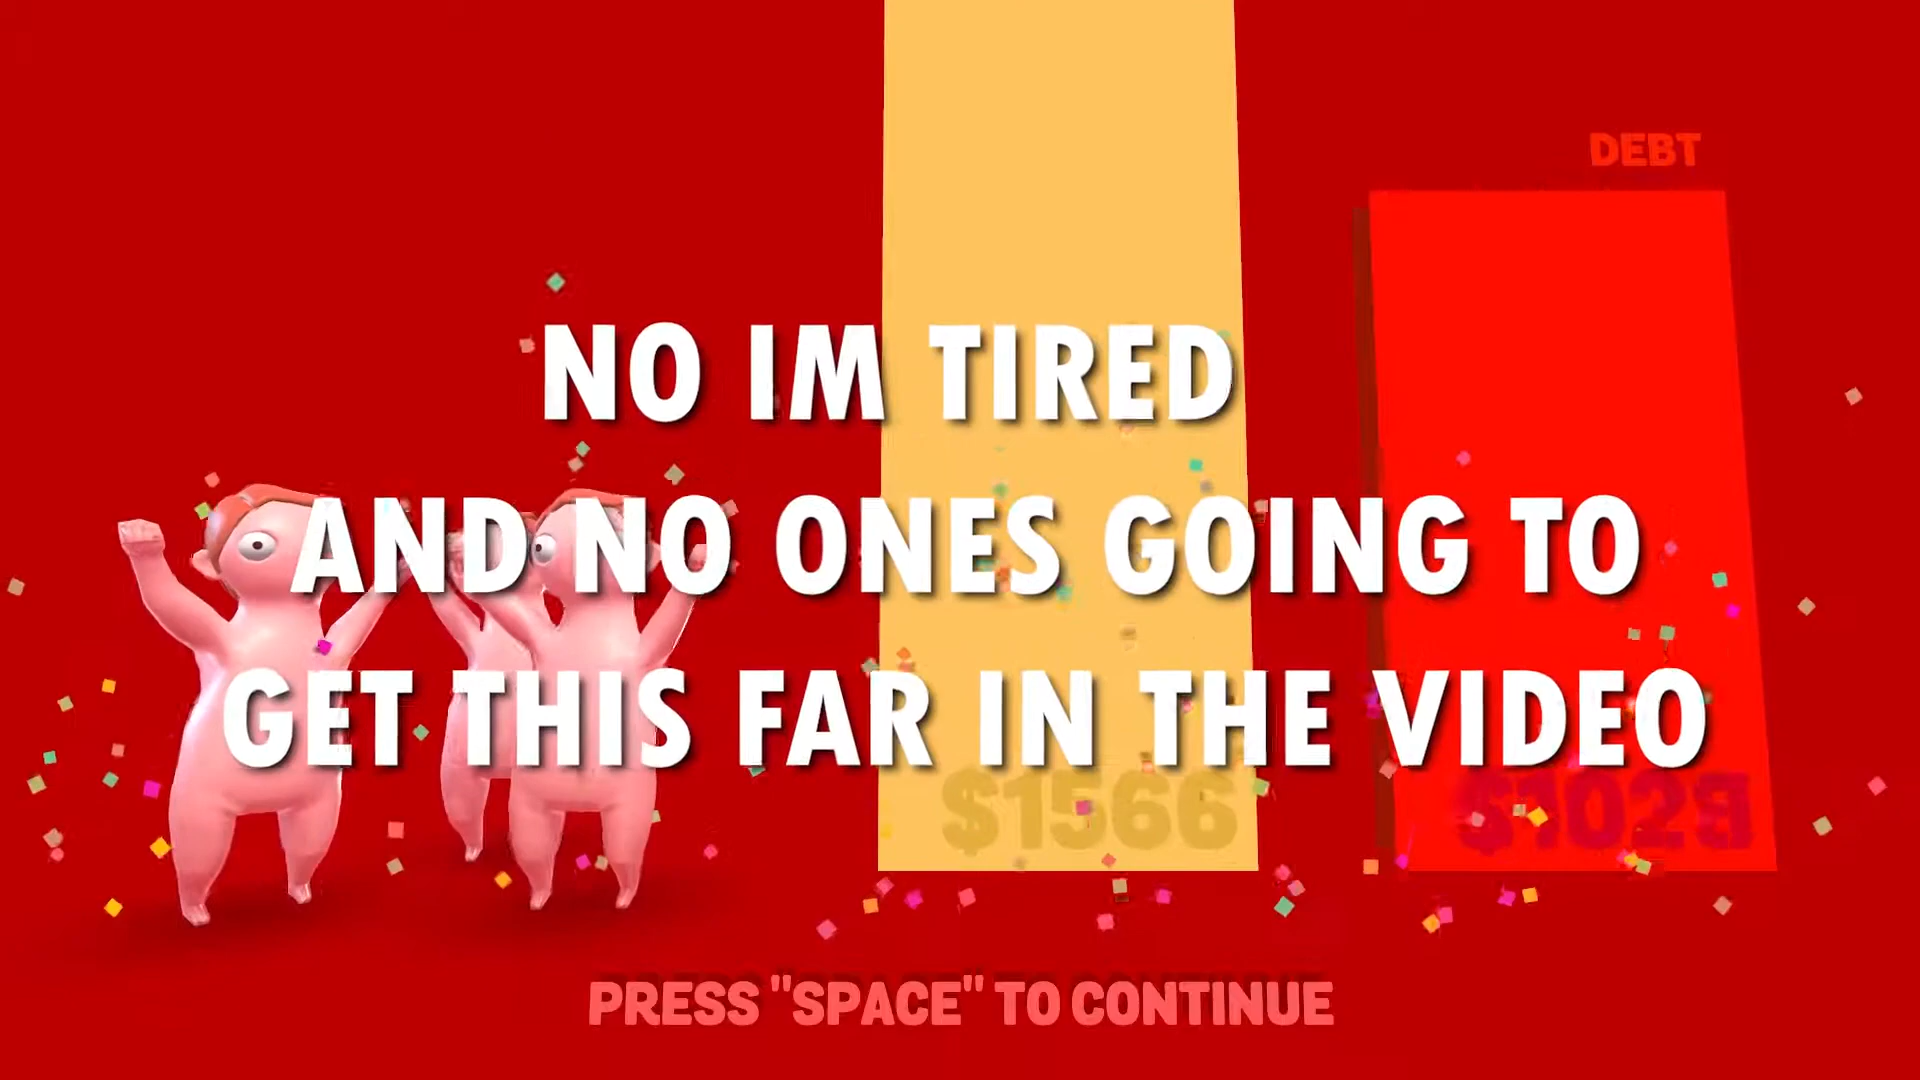 DEBT
NO IM TIRED
AND NO ONES GOING TO
GET THIS FAR IN THE VIDEO
$1566
PRESS "SPACE" TO CONTINUE